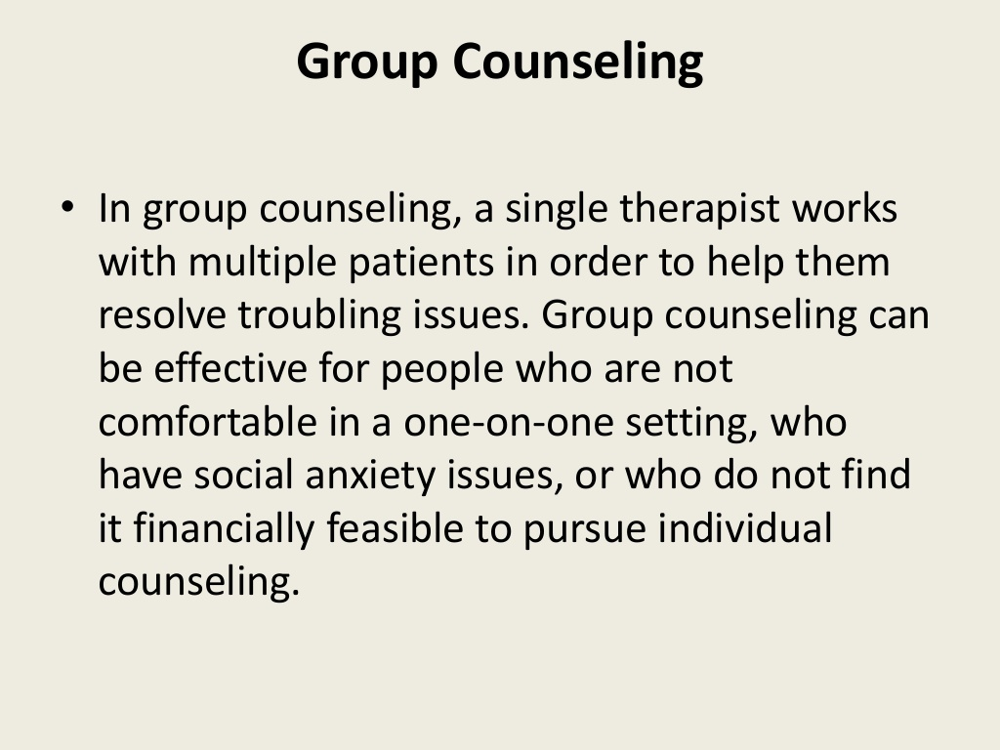 Group Counseling
• In group counseling, a single therapist works
with multiple patients in order to help them
resolve troubling issues. Group counseling can
be effective for people who are not
comfortable in a one-on-one setting, who
have social anxiety issues, or who do not find
it financially feasible to pursue individual
counseling.